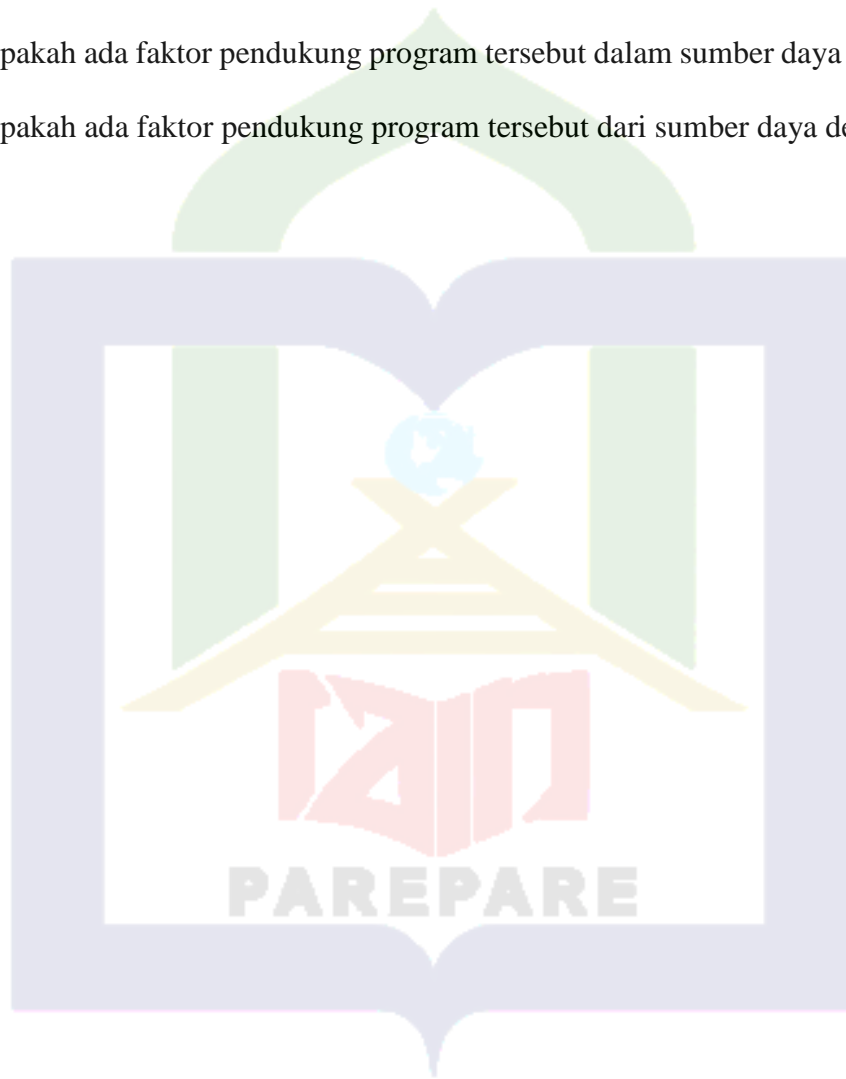 pakah ada faktor pendukung program tersebut dalam sumber daya
pakah ada faktor pendukung program tersebut dari sumber daya de
iain
PAREPARE